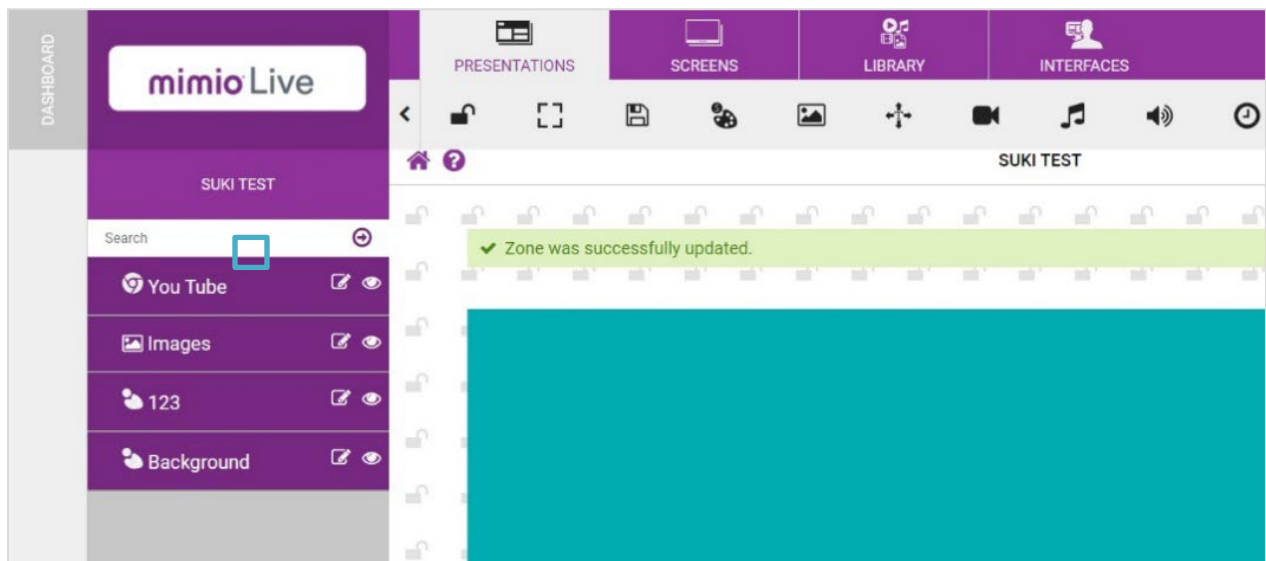 DASHBOARD
mimio Live
PRESENTATIONS
SCREENS
LIBRARY
INTERFACES
SUKI TEST
SUKI TEST
Search
Zone was successfully updated.
You Tube
Images
123
Background